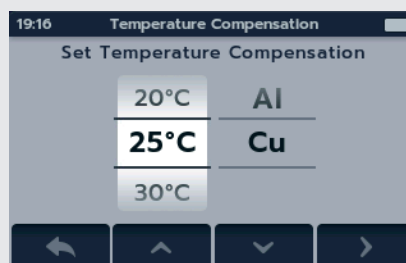 19:16 Temperature Compensation
Set Temperature Compensation
20°C Al
25°C Cu
30°C